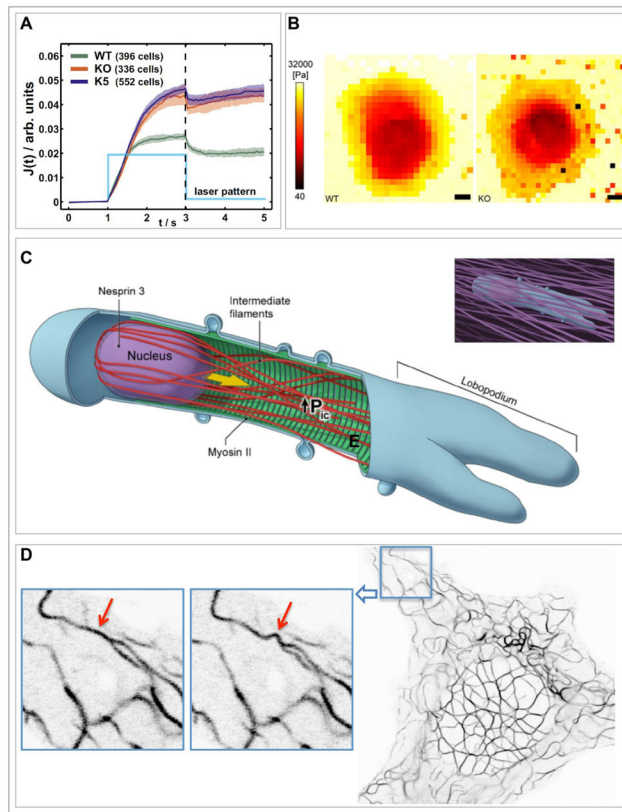 A
J(t) / arb. units
0.06
0.05
0.04
0.03
0.02
0.01
0
WT (396 cells)
KO (336 cells)
K5 (552 cells)
laser pattern
0 1 2 3 4 5
t / s
B
32000
[Pa]
40
WT
KO
C
Nesprin 3
Nucleus
Intermediate
filaments
Pic
E
Myosin II
Lobopodium
D